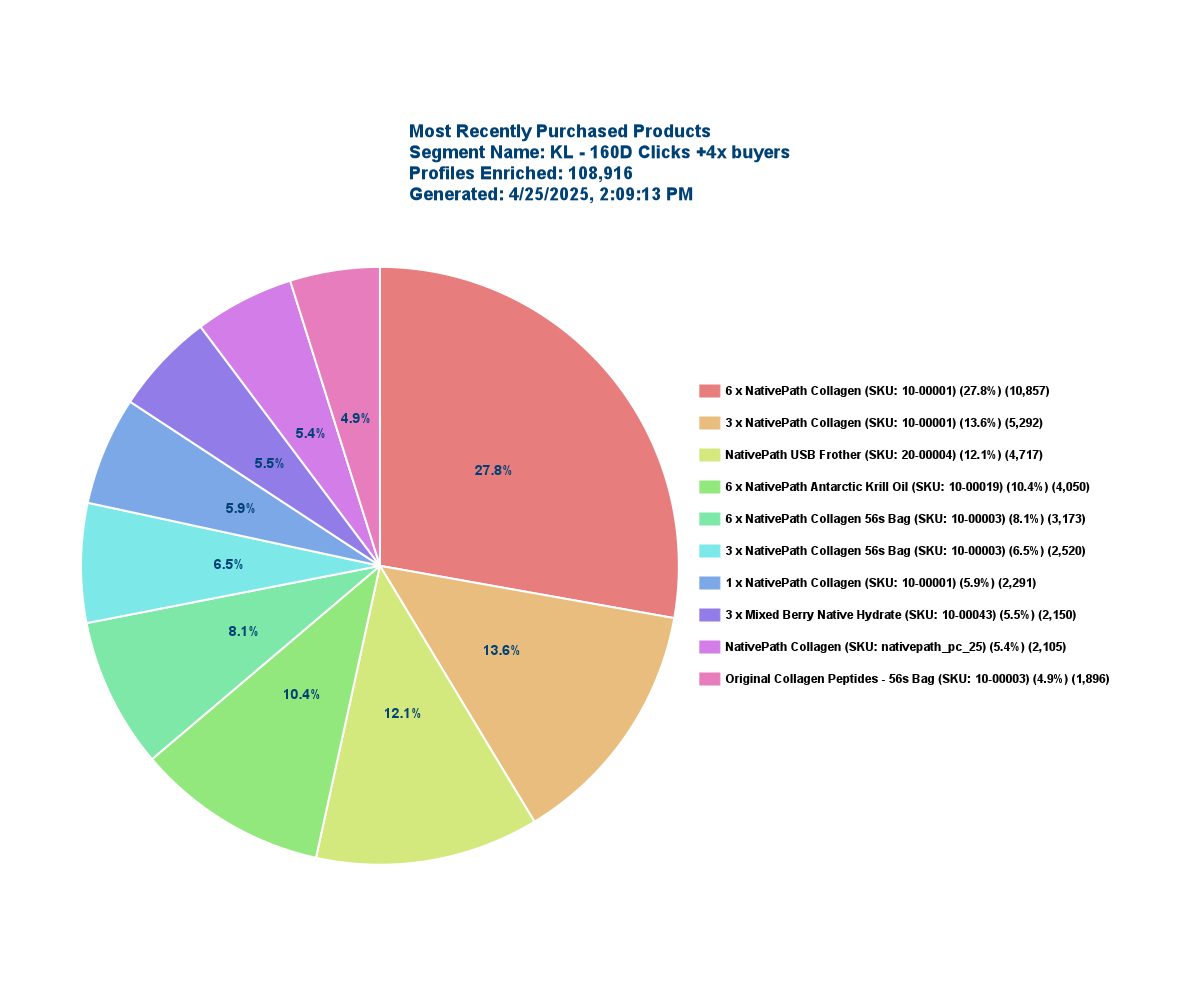 Most Recently Purchased Products
Segment Name: KL - 160D Clicks +4x buyers
Profiles Enriched: 108,916
Generated: 4/25/2025, 2:09:13 PM
4.9%
5.4%
5.5%
27.8%
5.9%
6.5%
8.1%
13.6%
10.4%
12.1%
6 x NativePath Collagen (SKU: 10-00001) (27.8%) (10,857)
3 x NativePath Collagen (SKU: 10-00001) (13.6%) (5,292)
NativePath USB Frother (SKU: 20-00004) (12.1%) (4,717)
6 x NativePath Antarctic Krill Oil (SKU: 10-00019) (10.4%) (4,050)
6 x NativePath Collagen 56s Bag (SKU: 10-00003) (8.1%) (3,173)
3 x NativePath Collagen 56s Bag (SKU: 10-00003) (6.5%) (2,520)
1 x NativePath Collagen (SKU: 10-00001) (5.9%) (2,291)
3 x Mixed Berry Native Hydrate (SKU: 10-00043) (5.5%) (2,150)
NativePath Collagen (SKU: nativepath_pc_25) (5.4%) (2,105)
Original Collagen Peptides - 56s Bag (SKU: 10-00003) (4.9%) (1,896)